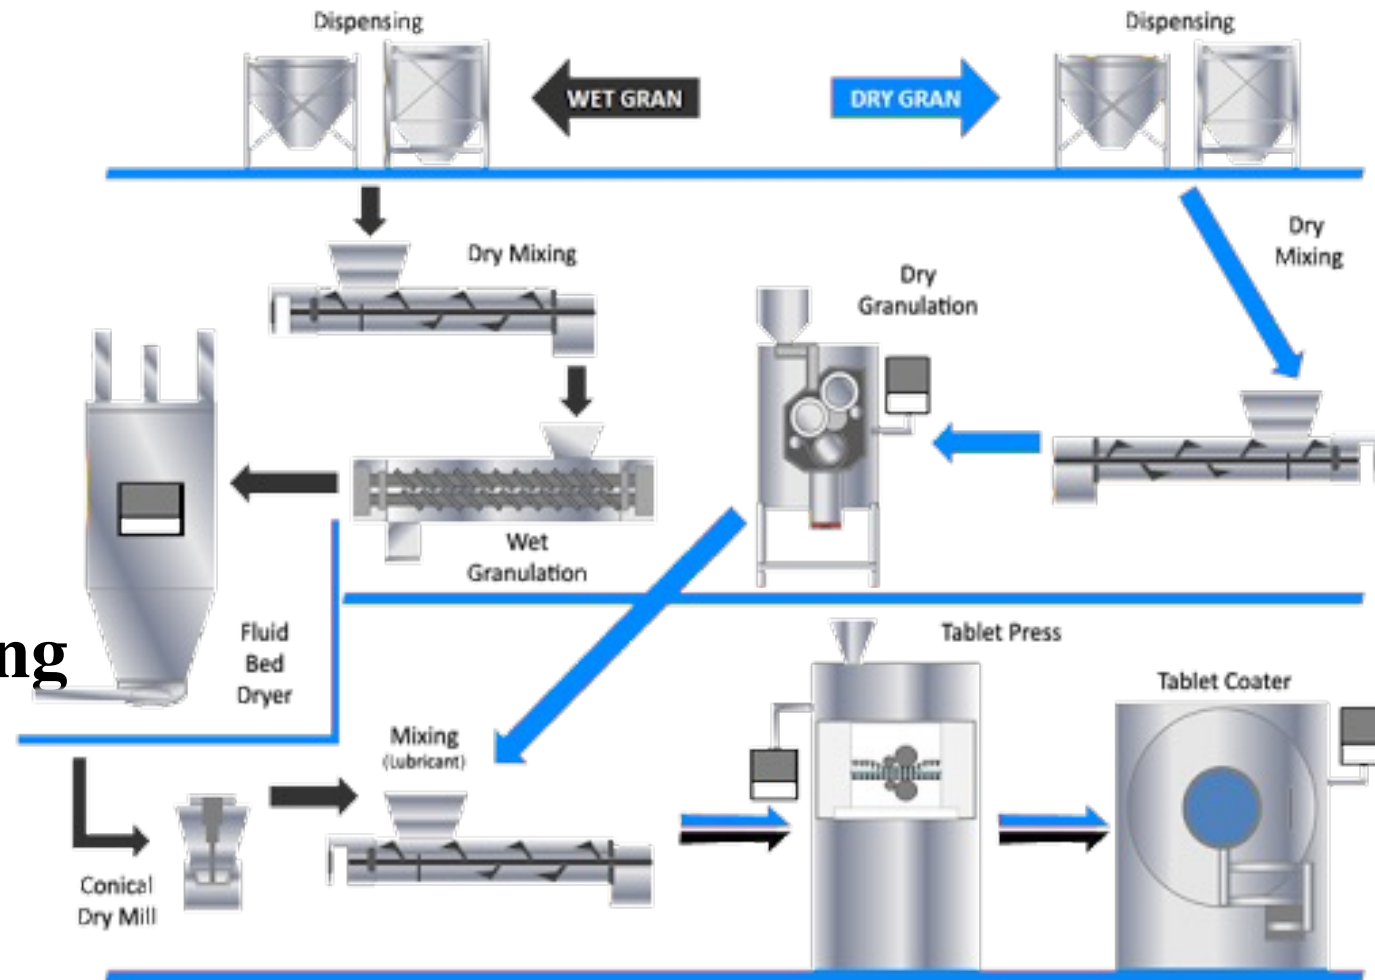 Dispensing
Dispensing
WET GRAN
DRY GRAN
Dry Mixing
Dry
Mixing
Dry
Granulation
Wet
Granulation
Fluid
Bed
Dryer
ng
Tablet Press
Tablet Coater
Mixing
(Lubricant)
Conical
Dry Mill